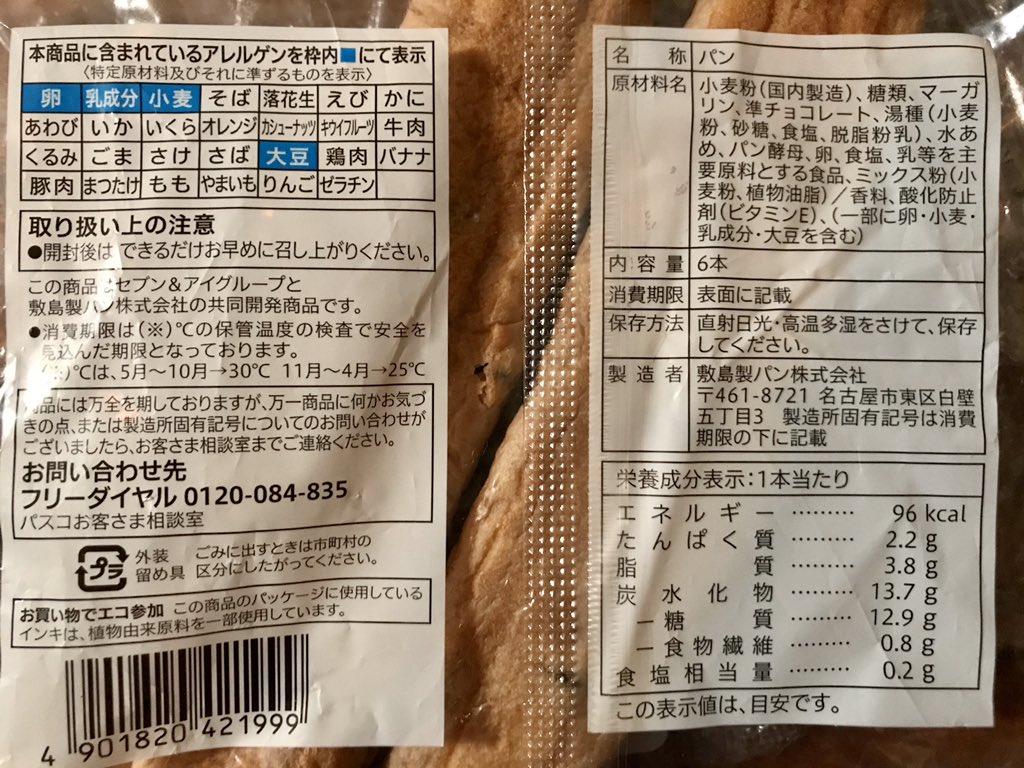 本商品に含まれているアレルゲンを枠内■にて表示
〈特定原材料及びそれに準ずるものを表示〉
卵 乳成分 小麦 そば 落花生 えび かに
あわび いか いくら オレンジ カシューナッツ キウイフルーツ 牛肉
くるみ ごま さけ さば 大豆 鶏肉 バナナ
豚肉 まつたけ もも やまいも りんご ゼラチン
取り扱い上の注意
●開封後は できるだけお早めに召し上がりください。
この商品はセブン&アイグループと
敷島製パン株式会社の共同開発商品です。
●消費期限は(※)℃の保管温度の検査で安全を
見込んだ期限となっております。
(※)℃は、5月〜10月→30℃ 11月〜4月→25℃
商品には万全を期しておりますが、万一商品に何かお気づ
きの点、または製造所固有記号についてのお問い合わせが
ございましたら、お客さま相談室までご連絡ください。
お問い合わせ先
フリーダイヤル 0120-084-835
パスコお客さま相談室
プラ
外装 ごみに出すときは市町村の
留め具 区分にしたがってください。
お買い物でエコ参加 この商品のパッケージに使用している
インキは、植物由来原料を一部使用しています。
4 901820 421999
名称 パン
原材料名 小麦粉(国内製造)、糖類、マーガ
リン、準チョコレート、湯種(小麦
粉、砂糖、食塩、脱脂粉乳)、水あ
め、パン酵母、卵、食塩、乳等を主
要原料とする食品、ミックス粉(小
麦粉、植物油脂)/香料、酸化防止
剤(ビタミンE)、(一部に卵・小麦・
乳成分・大豆を含む)
内容量 6本
消費期限 表面に記載
保存方法 直射日光・高温多湿をさけて、保存
してください。
製造者 敷島製パン株式会社
〒461-8721 名古屋市東区白壁
五丁目3 製造所固有記号は消費
期限の下に記載
栄養成分表示:1本当たり
エネルギー ……… 96 kcal
たんぱく質 ……… 2.2 g
脂質 ……… 3.8 g
炭水化物 ……… 13.7 g
－糖質 ……… 12.9 g
－食物繊維 ……… 0.8 g
食塩相当量 ……… 0.2 g
この表示値は、目安です。